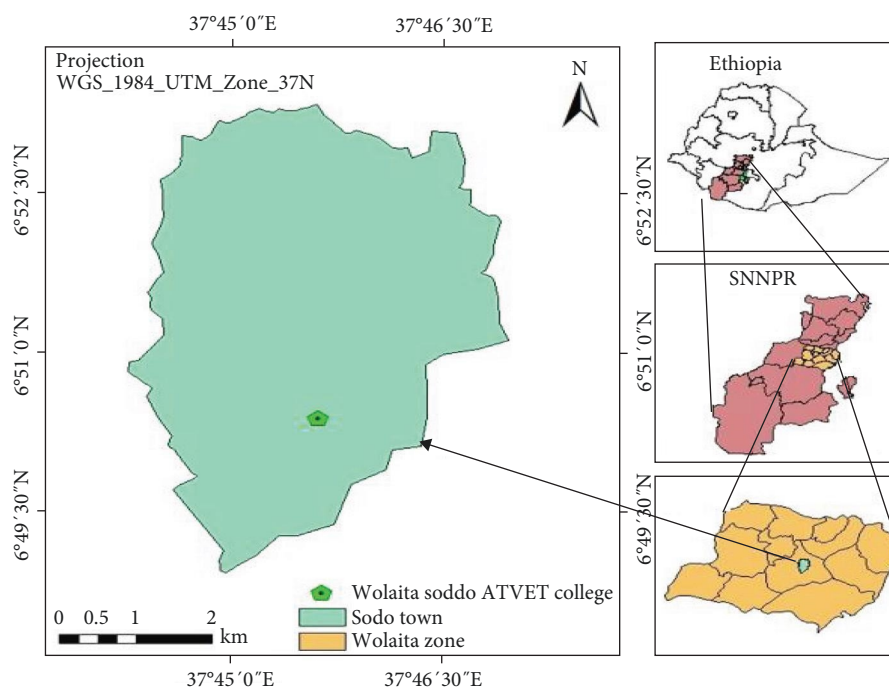 37°45´0˝E
37°46´30˝E
Projection
WGS_1984_UTM_Zone_37N
N
6°52´30˝N
6°51´0˝N
6°49´30˝N
6°52´30˝N
6°51´0˝N
6°49´30˝N
Wolaita soddo ATVET college
Sodo town
Wolaita zone
0 0.5 1 2
km
37°45´0˝E
37°46´30˝E
Ethiopia
SNNPR